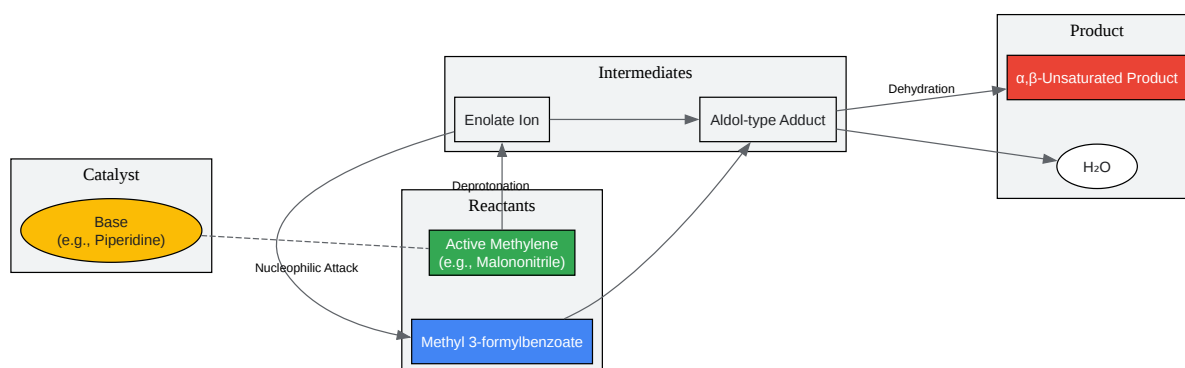 Product
α,β-Unsaturated Product
H₂O
Intermediates
Enolate Ion
Aldol-type Adduct
Dehydration
Catalyst
Base
(e.g., Piperidine)
Deprotonation
Reactants
Active Methylene
(e.g., Malononitrile)
Nucleophilic Attack
Methyl 3-formylbenzoate